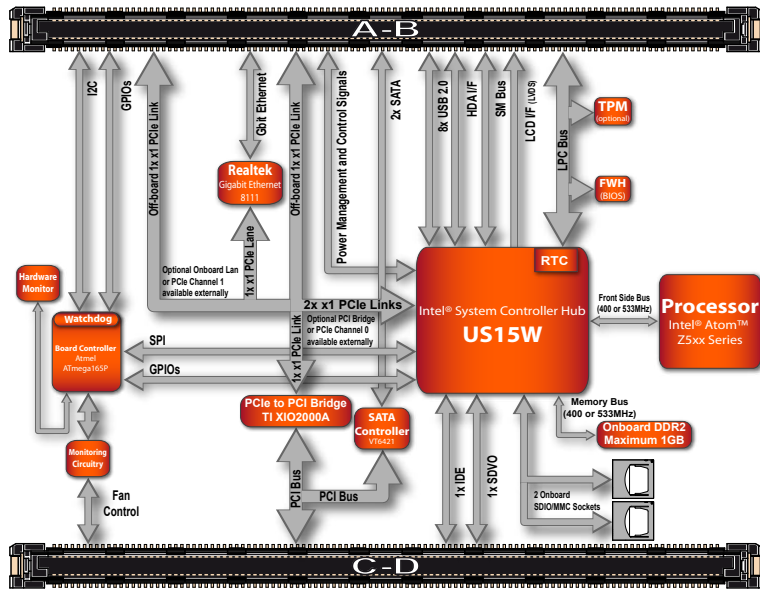 A-B
I2C
GPIOs
Off-board 1x x1 PCIe Link
Gbit Ethernet
Off-board 1x x1 PCIe Link
Power Management and Control Signals
2x SATA
8x USB 2.0
HDA I/F
SM Bus
LCD I/F (LVDS)
LPC Bus
TPM
(optional)
FWH
(BIOS)
Realtek
Gigabit Ethernet
8111
1x x1 PCIe Lane
Optional Onboard Lan
or PCIe Channel 1
available externally
Hardware
Monitor
2x x1 PCIe Links
Optional PCI Bridge
or PCIe Channel 0
available externally
1x x1 PCIe Link
RTC
Intel® System Controller Hub
US15W
Front Side Bus
(400 or 533MHz)
Processor
Intel® Atom™
Z5xx Series
Watchdog
Board Controller
Atmel
ATmega165P
SPI
GPIOs
PCIe to PCI Bridge
TI XIO2000A
SATA
Controller
VT6421
Memory Bus
(400 or 533MHz)
Onboard DDR2
Maximum 1GB
Monitoring
Circuitry
Fan
Control
PCI Bus
PCI Bus
1x IDE
1x SDVO
2 Onboard
SDIO/MMC Sockets
C-D